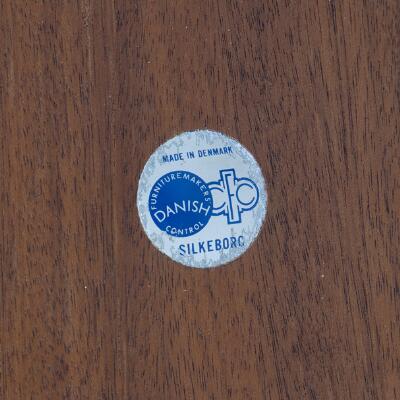 MADE IN DENMARK
FURNITUREMAKERS
DANISH
CONTROL
SILKEBORG